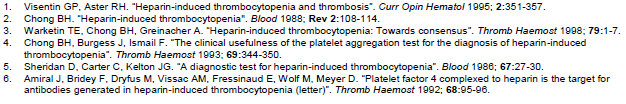 1. Visentin GP, Aster RH. "Heparin-induced thrombocytopenia and thrombosis". Curr Opin Hematol 1995; 2:351-357.
2. Chong BH. "Heparin-induced thrombocytopenia". Blood 1988; Rev 2:108-114.
3. Warketin TE, Chong BH, Greinacher A. "Heparin-induced thrombocytopenia: Towards consensus". Thromb Haemost 1998; 79:1-7.
4. Chong BH, Burgess J, Ismail F. "The clinical usefulness of the platelet aggregation test for the diagnosis of heparin-induced
thrombocytopenia". Thromb Haemost 1993; 69:344-350.
5. Sheridan D, Carter C, Kelton JG. "A diagnostic test for heparin-induced thrombocytopenia". Blood 1986; 67:27-30.
6. Amiral J, Bridey F, Dryfus M, Vissac AM, Fressinaud E, Wolf M, Meyer D. "Platelet factor 4 complexed to heparin is the target for
antibodies generated in heparin-induced thrombocytopenia (letter)". Thromb Haemost 1992; 68:95-96.